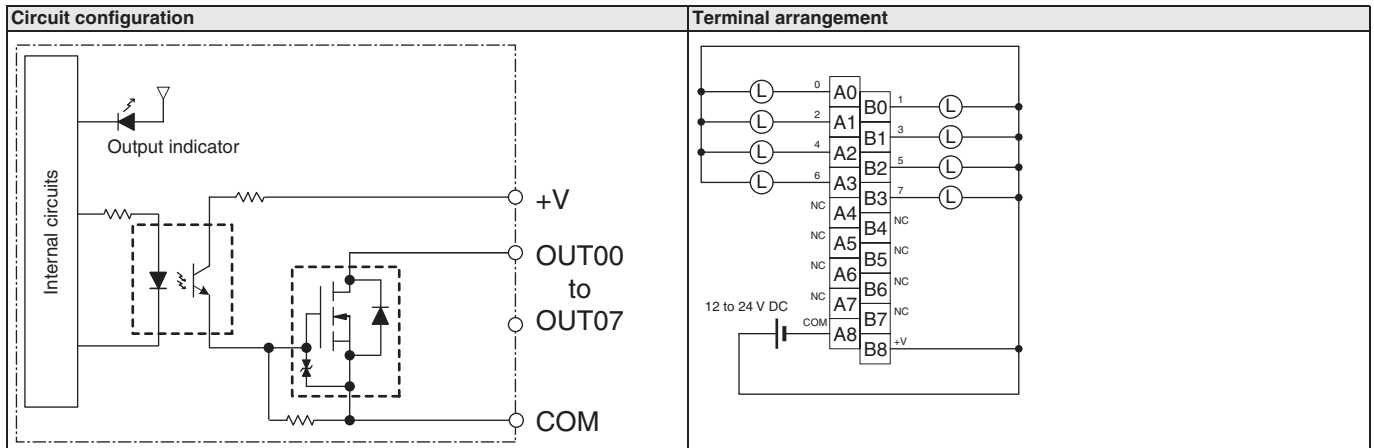 Circuit configuration
Internal circuits
Output indicator
+V
OUT00
to
OUT07
COM
Terminal arrangement
L 0 A0
B0 1 L
L 2 A1
B1 3 L
L 4 A2
B2 5 L
L 6 A3
B3 7 L
NC A4
B4 NC
NC A5
B5 NC
NC A6
B6 NC
NC A7
B7 NC
12 to 24 V DC
COM A8
B8 +V